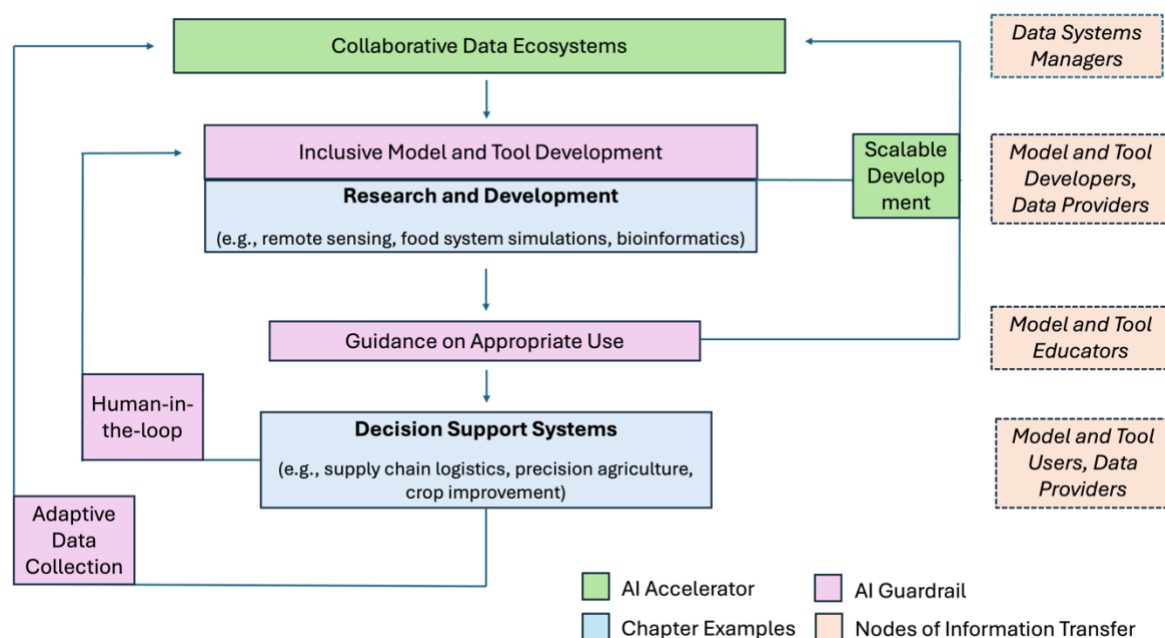 Collaborative Data Ecosystems
Data Systems
Managers
Inclusive Model and Tool Development
Research and Development
(e.g., remote sensing, food system simulations, bioinformatics)
Scalable
Develop
ment
Model and Tool
Developers,
Data Providers
Guidance on Appropriate Use
Model and Tool
Educators
Human-in-
the-loop
Decision Support Systems
(e.g., supply chain logistics, precision agriculture,
crop improvement)
Model and Tool
Users, Data
Providers
Adaptive
Data
Collection
AI Accelerator
AI Guardrail
Chapter Examples
Nodes of Information Transfer